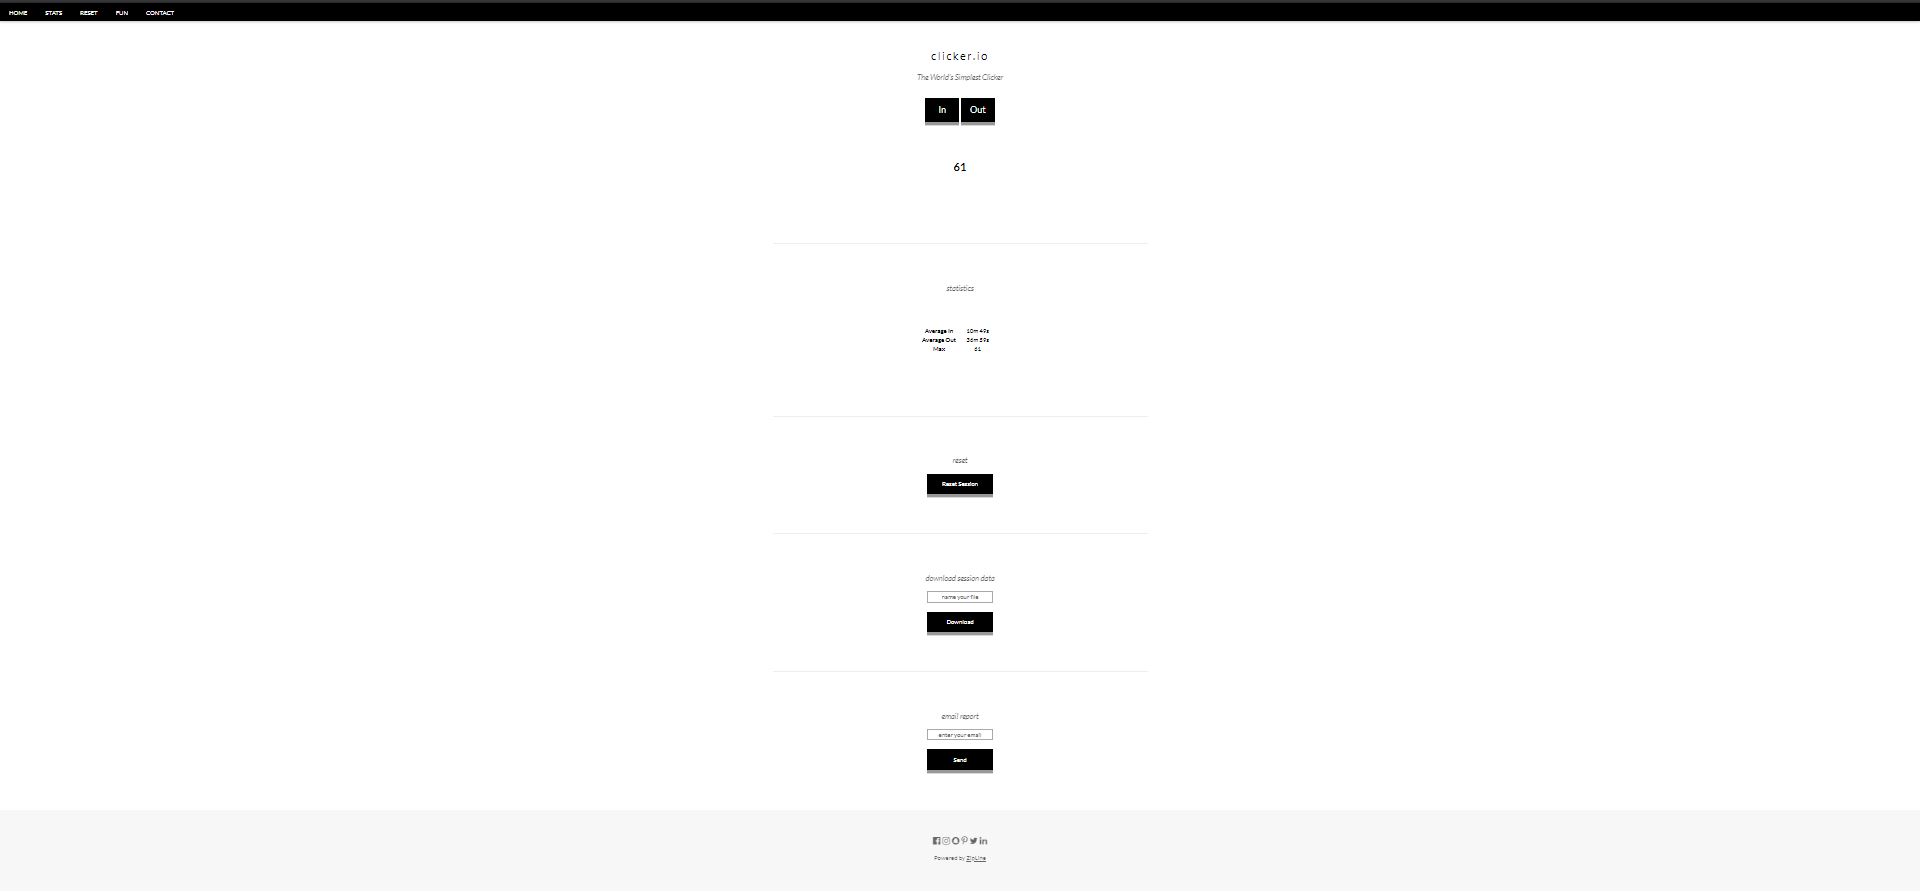 HOME STATS RESET FUN CONTACT
clicker.io
The World's Simplest Clicker
In Out
61
statistics
Average In 10m 49s
Average Out 36m 59s
Max 61
reset
Reset Session
download session data
name your file
Download
email report
enter your email
Send
Powered by ZipLine